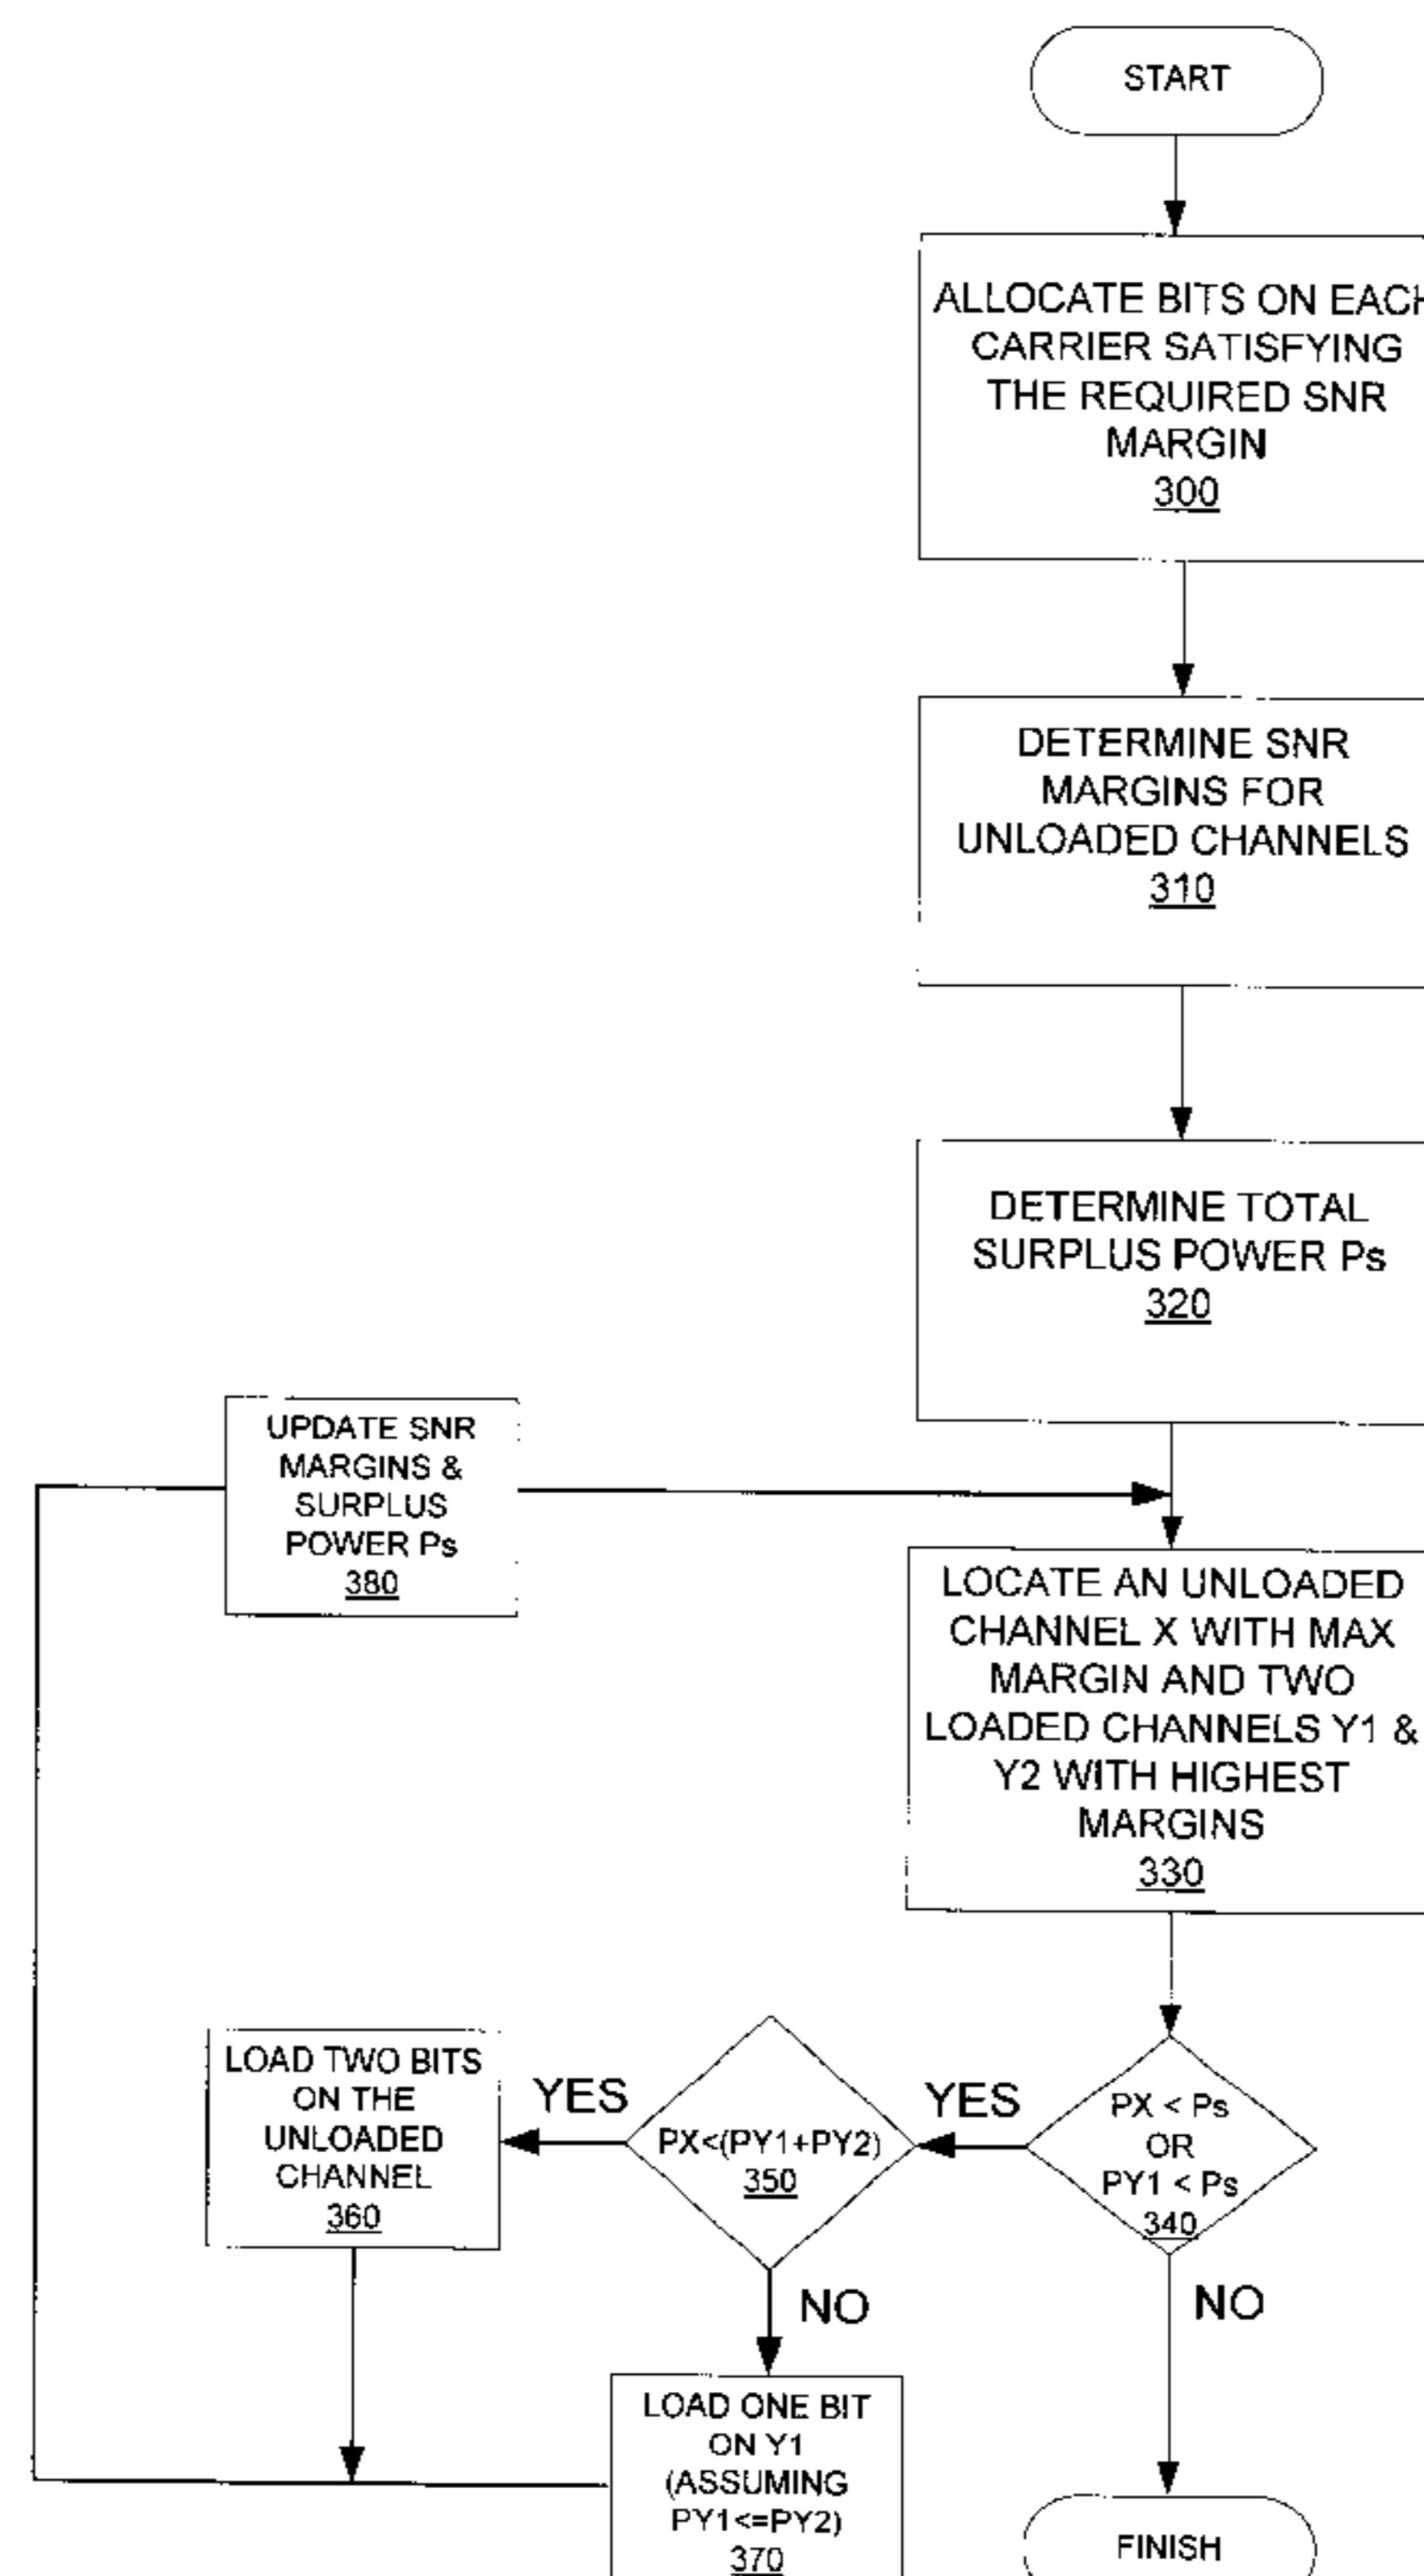 START
ALLOCATE BITS ON EACH
CARRIER SATISFYING
THE REQUIRED SNR
MARGIN
300
DETERMINE SNR
MARGINS FOR
UNLOADED CHANNELS
310
DETERMINE TOTAL
SURPLUS POWER Ps
320
UPDATE SNR
MARGINS &
SURPLUS
POWER Ps
380
LOCATE AN UNLOADED
CHANNEL X WITH MAX
MARGIN AND TWO
LOADED CHANNELS Y1 &
Y2 WITH HIGHEST
MARGINS
330
PX < Ps
OR
PY1 < Ps
340
YES
NO
PX<(PY1+PY2)
350
YES
NO
LOAD TWO BITS
ON THE
UNLOADED
CHANNEL
360
LOAD ONE BIT
ON Y1
(ASSUMING
PY1<=PY2)
370
FINISH